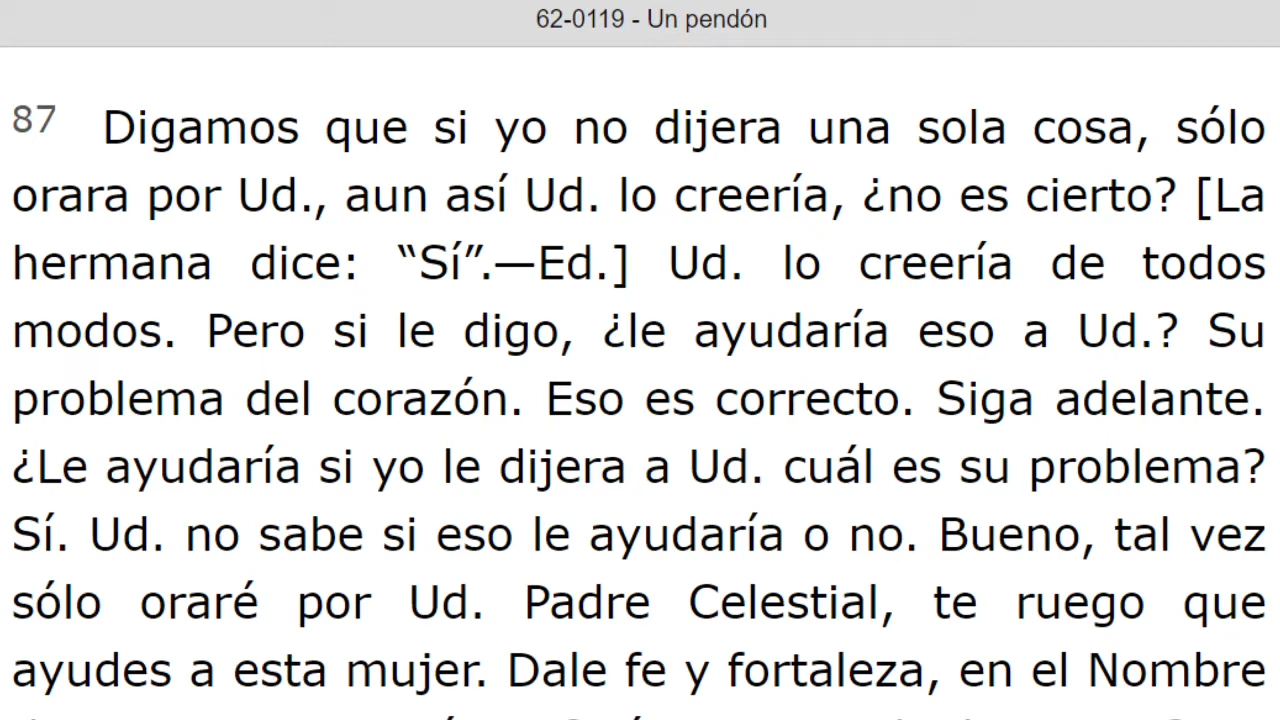 62-0119 - Un pendón
87 Digamos que si yo no dijera una sola cosa, sólo
orara por Ud., aun así Ud. lo creería, ¿no es cierto? [La
hermana dice: “Sí”.—Ed.] Ud. lo creería de todos
modos. Pero si le digo, ¿le ayudaría eso a Ud.? Su
problema del corazón. Eso es correcto. Siga adelante.
¿Le ayudaría si yo le dijera a Ud. cuál es su problema?
Sí. Ud. no sabe si eso le ayudaría o no. Bueno, tal vez
sólo oraré por Ud. Padre Celestial, te ruego que
ayudes a esta mujer. Dale fe y fortaleza, en el Nombre